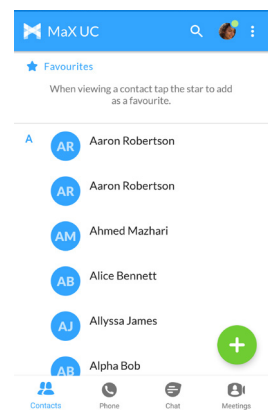 MaX UC
Favourites
When viewing a contact tap the star to add
as a favourite.
A
AR Aaron Robertson
AR Aaron Robertson
AM Ahmed Mazhari
AB Alice Bennett
AJ Allyssa James
AB Alpha Bob
Contacts Phone Chat Meetings